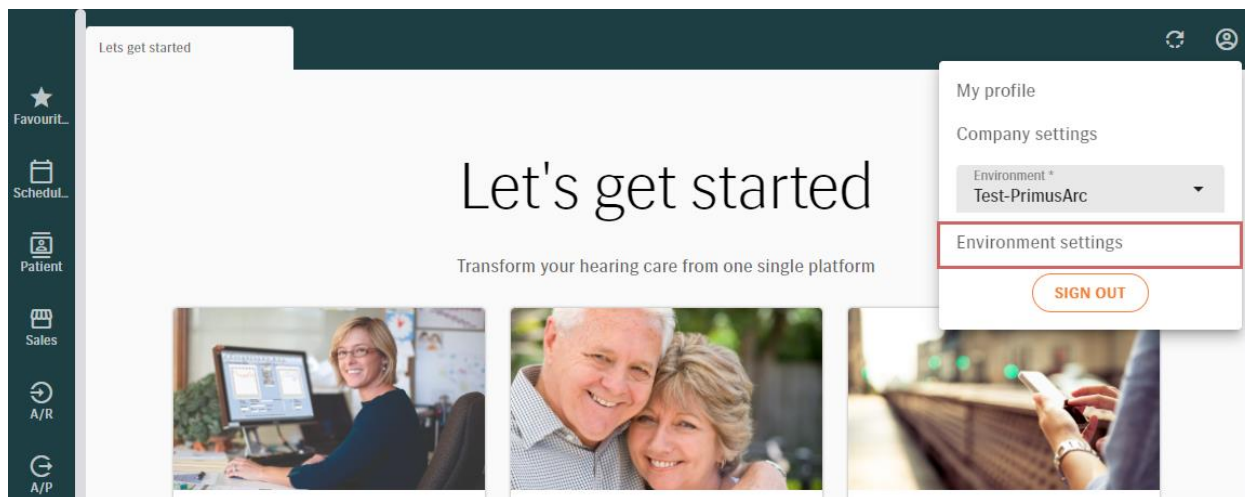 Lets get started
Favourit...
Schedul...
Patient
Sales
A/R
A/P
Let's get started
Transform your hearing care from one single platform
My profile
Company settings
Environment *
Test-PrimusArc
Environment settings
SIGN OUT